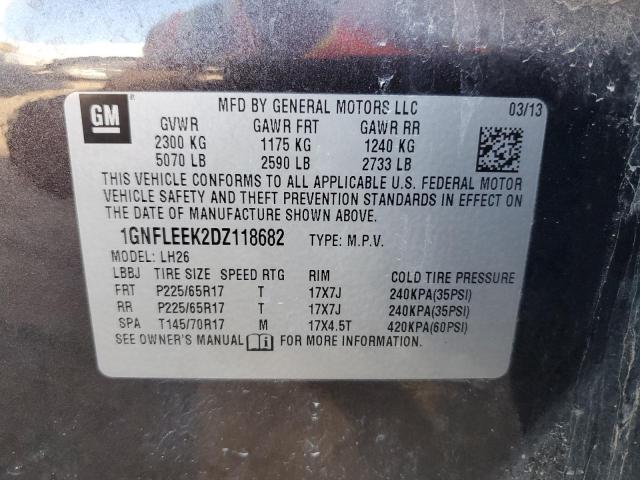 GM
MFD BY GENERAL MOTORS LLC 03/13
GVWR GAWR FRT GAWR RR
2300 KG 1175 KG 1240 KG
5070 LB 2590 LB 2733 LB
THIS VEHICLE CONFORMS TO ALL APPLICABLE U.S. FEDERAL MOTOR
VEHICLE SAFETY AND THEFT PREVENTION STANDARDS IN EFFECT ON
THE DATE OF MANUFACTURE SHOWN ABOVE.
1GNFLEEK2DZ118682 TYPE: M.P.V.
MODEL: LH26
LBBJ TIRE SIZE SPEED RTG RIM COLD TIRE PRESSURE
FRT P225/65R17 T 17X7J 240KPA(35PSI)
RR P225/65R17 T 17X7J 240KPA(35PSI)
SPA T145/70R17 M 17X4.5T 420KPA(60PSI)
SEE OWNER'S MANUAL FOR MORE INFORMATION.